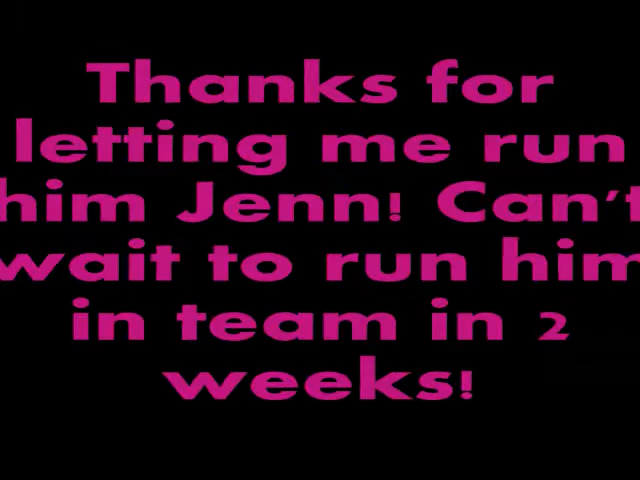 Thanks for
letting me run
him Jenn! Can't
wait to run him
in team in 2
weeks!